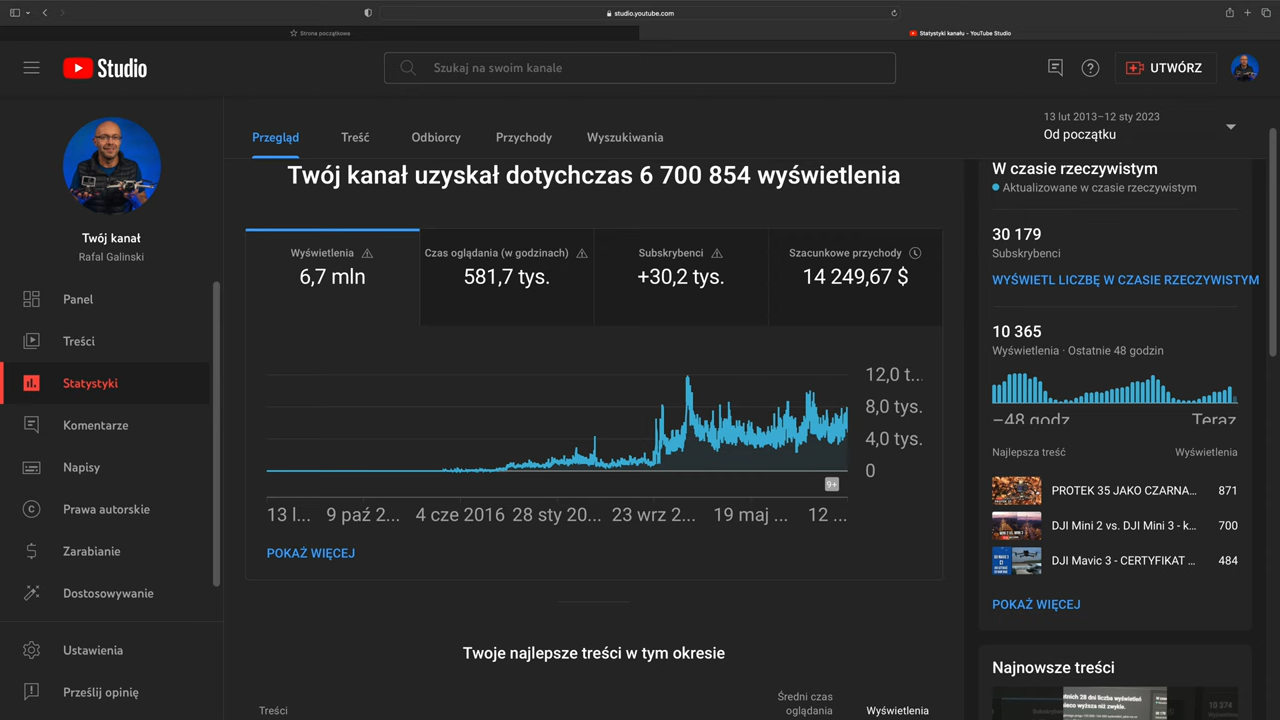 studio.youtube.com
Strona początkowa
Statystyki kanału - YouTube Studio
Studio
Szukaj na swoim kanale
UTWÓRZ
Twój kanał
Rafal Galinski
Panel
Treści
Statystyki
Komentarze
Napisy
Prawa autorskie
Zarabianie
Dostosowywanie
Ustawienia
Prześlij opinię
Przegląd
Treść
Odbiorcy
Przychody
Wyszukiwania
13 lut 2013–12 sty 2023
Od początku
Twój kanał uzyskał dotychczas 6 700 854 wyświetlenia
Wyświetlenia
6,7 mln
Czas oglądania (w godzinach)
581,7 tys.
Subskrybenci
+30,2 tys.
Szacunkowe przychody
14 249,67 $
12,0 t...
8,0 tys.
4,0 tys.
0
9+
13 l...
9 paź 2...
4 cze 2016
28 sty 20...
23 wrz 2...
19 maj ...
12 ...
POKAŻ WIĘCEJ
Twoje najlepsze treści w tym okresie
Treści
Średni czas
oglądania
Wyświetlenia
W czasie rzeczywistym
Aktualizowane w czasie rzeczywistym
30 179
Subskrybenci
WYŚWIETL LICZBĘ W CZASIE RZECZYWISTYM
10 365
Wyświetlenia · Ostatnie 48 godzin
−48 godz
Teraz
Najlepsza treść
Wyświetlenia
PROTEK 35 JAKO CZARNA...
871
DJI Mini 2 vs. DJI Mini 3 - k...
700
DJI Mavic 3 - CERTYFIKAT ...
484
POKAŻ WIĘCEJ
Najnowsze treści